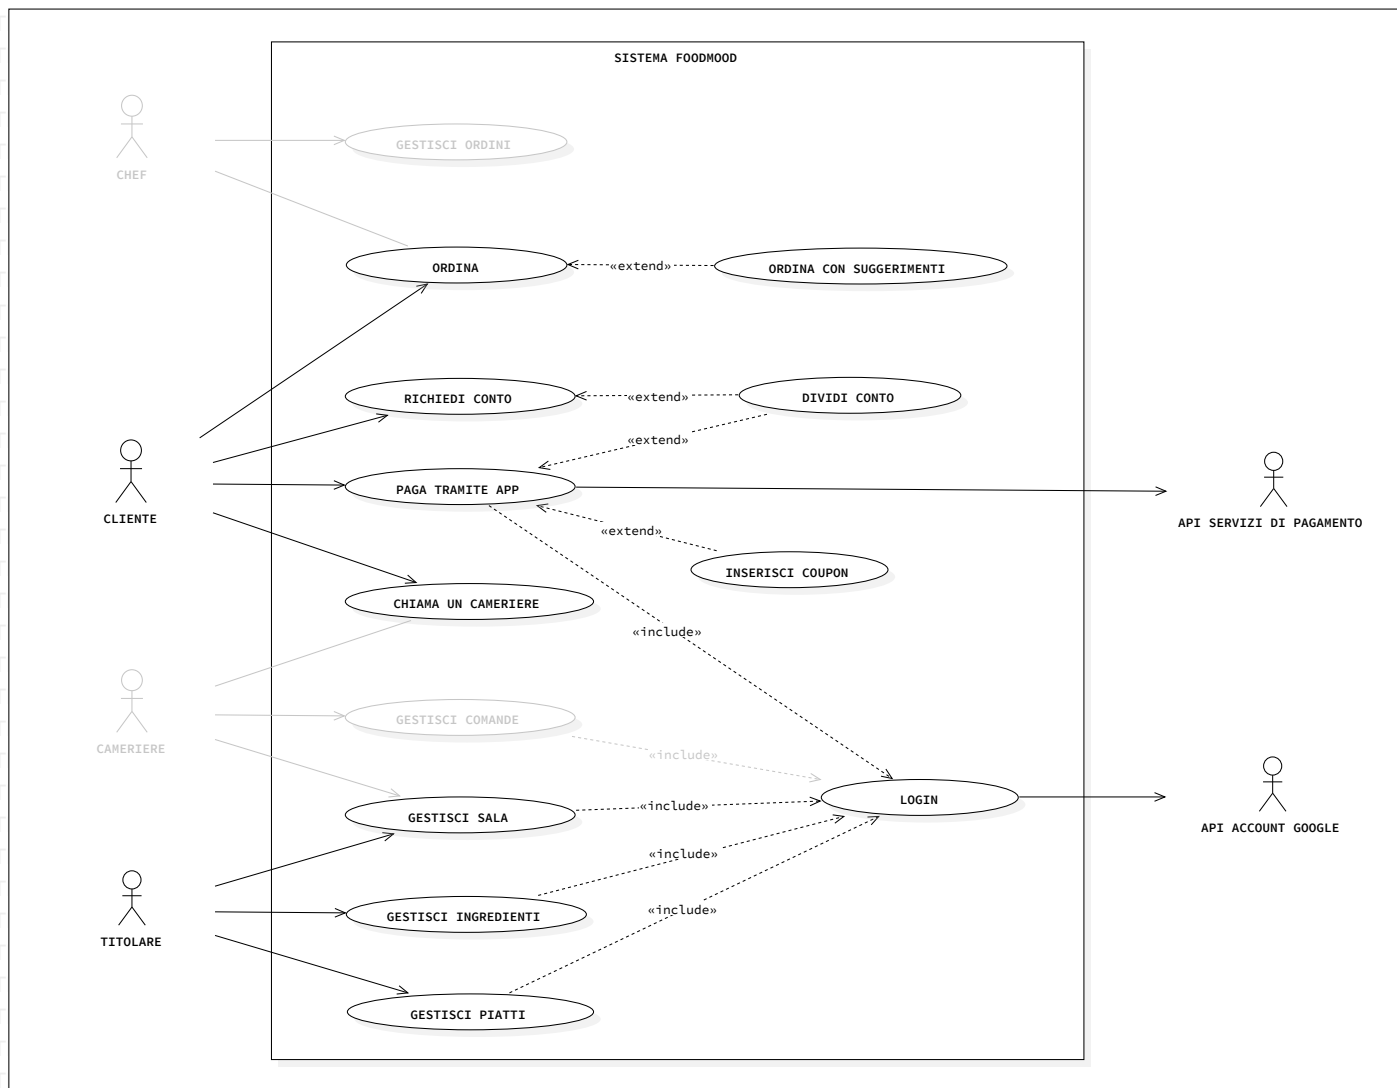 SISTEMA FOODMOOD
CHEF
GESTISCI ORDINI
ORDINA
«extend»
ORDINA CON SUGGERIMENTI
RICHIEDI CONTO
«extend»
DIVIDI CONTO
«extend»
CLIENTE
PAGA TRAMITE APP
API SERVIZI DI PAGAMENTO
«extend»
INSERISCI COUPON
CHIAMA UN CAMERIERE
«include»
CAMERIERE
GESTISCI COMANDE
«include»
GESTISCI SALA
«include»
LOGIN
API ACCOUNT GOOGLE
«include»
TITOLARE
GESTISCI INGREDIENTI
«include»
GESTISCI PIATTI